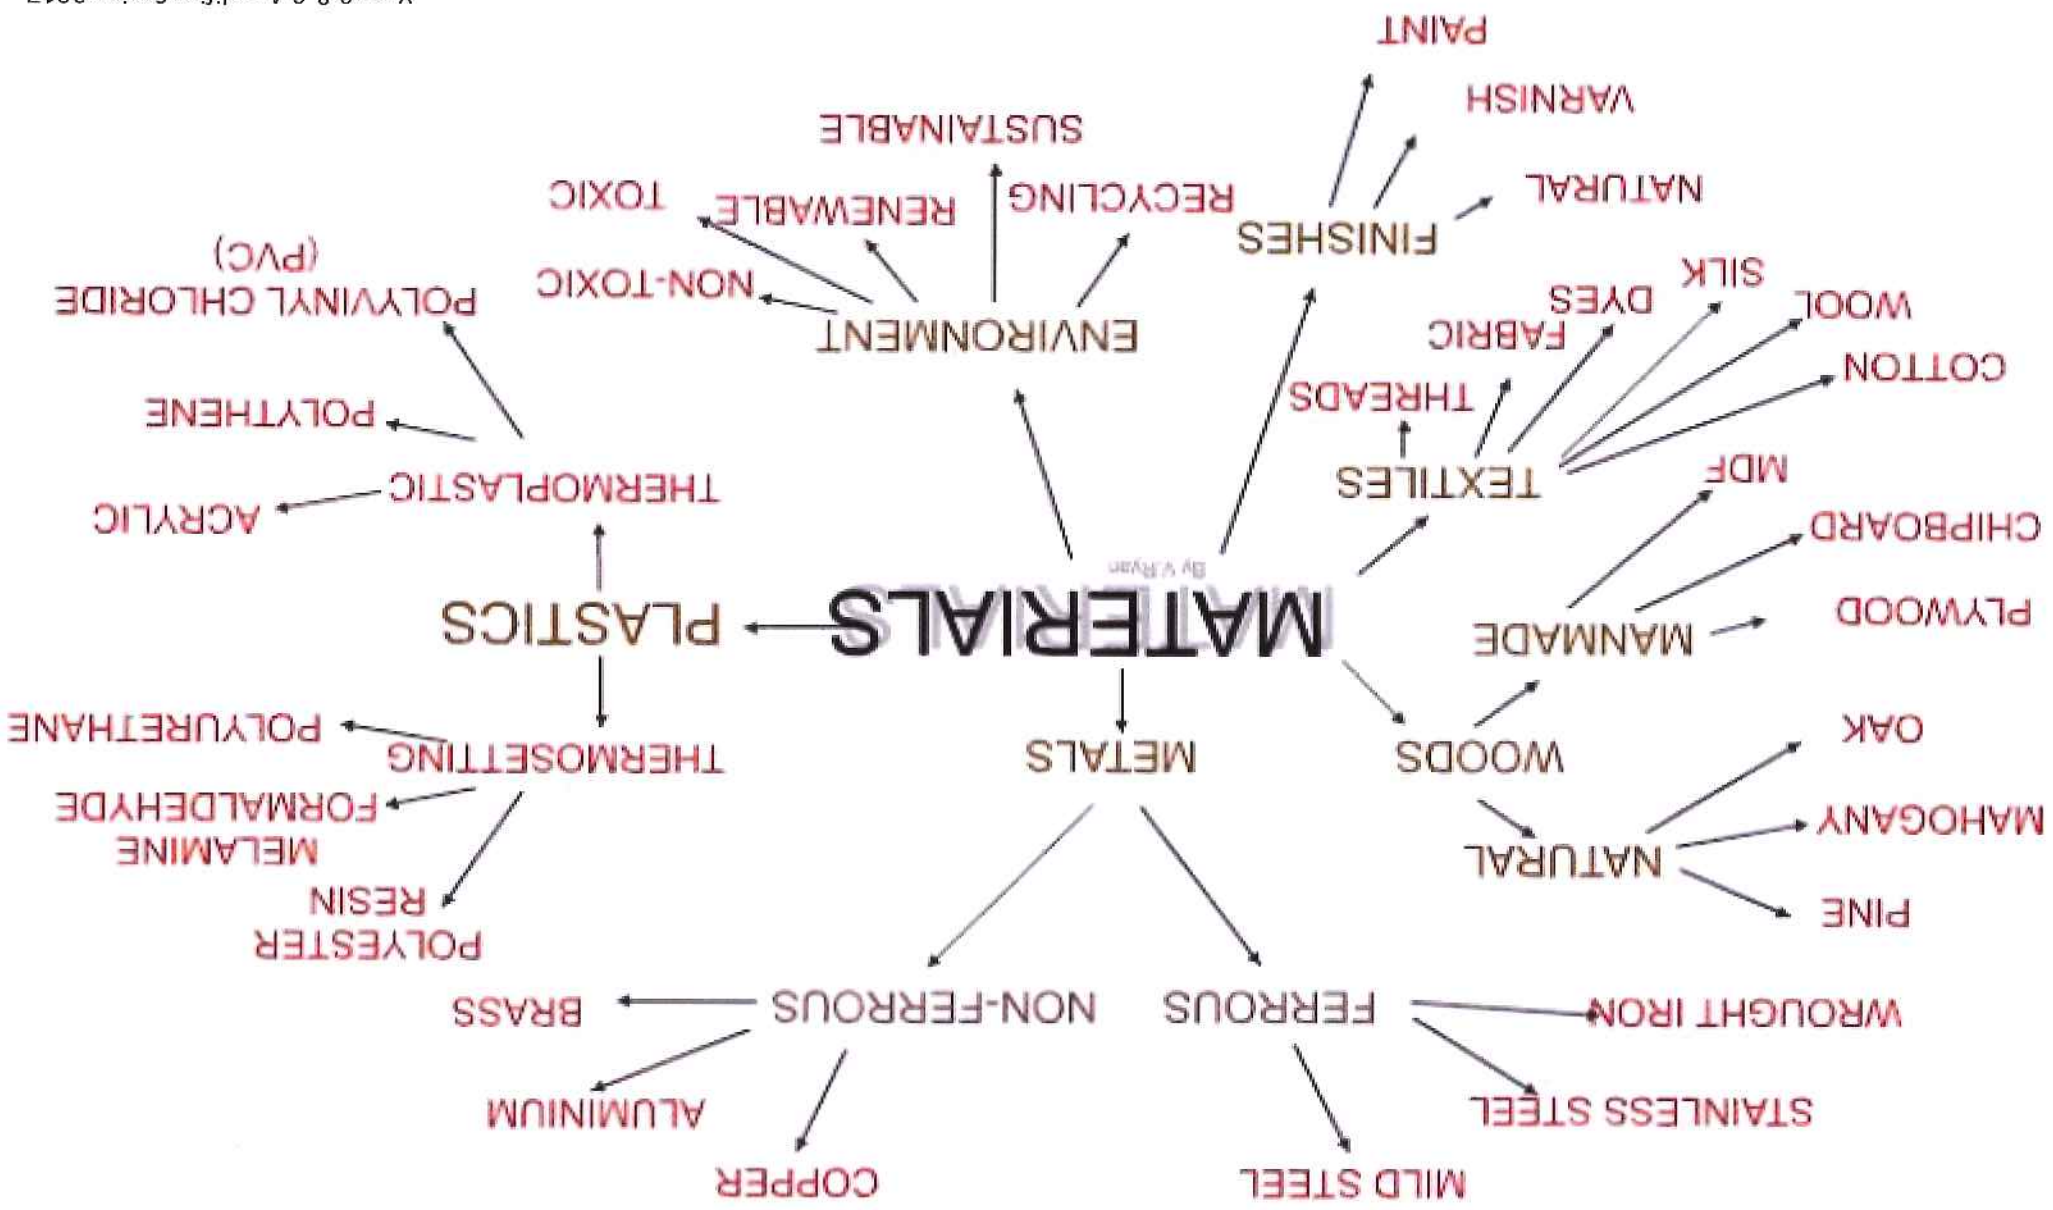 MILD STEEL
COPPER
STAINLESS STEEL
ALUMINIUM
WROUGHT IRON
FERROUS
NON-FERROUS
BRASS
POLYESTER
RESIN
PINE
NATURAL
MELAMINE
FORMALDEHYDE
MAHOGANY
WOODS
METALS
THERMOSETTING
OAK
POLYURETHANE
MANMADE
MATERIALS
PLASTICS
PLYWOOD
By V.Ryan
CHIPBOARD
ACRYLIC
TEXTILES
THERMOPLASTIC
MDF
POLYTHENE
THREADS
COTTON
FABRIC
ENVIRONMENT
WOOL
DYES
POLYVINYL CHLORIDE
(PVC)
NON-TOXIC
SILK
FINISHES
RENEWABLE
RECYCLING
TOXIC
NATURAL
SUSTAINABLE
VARNISH
PAINT